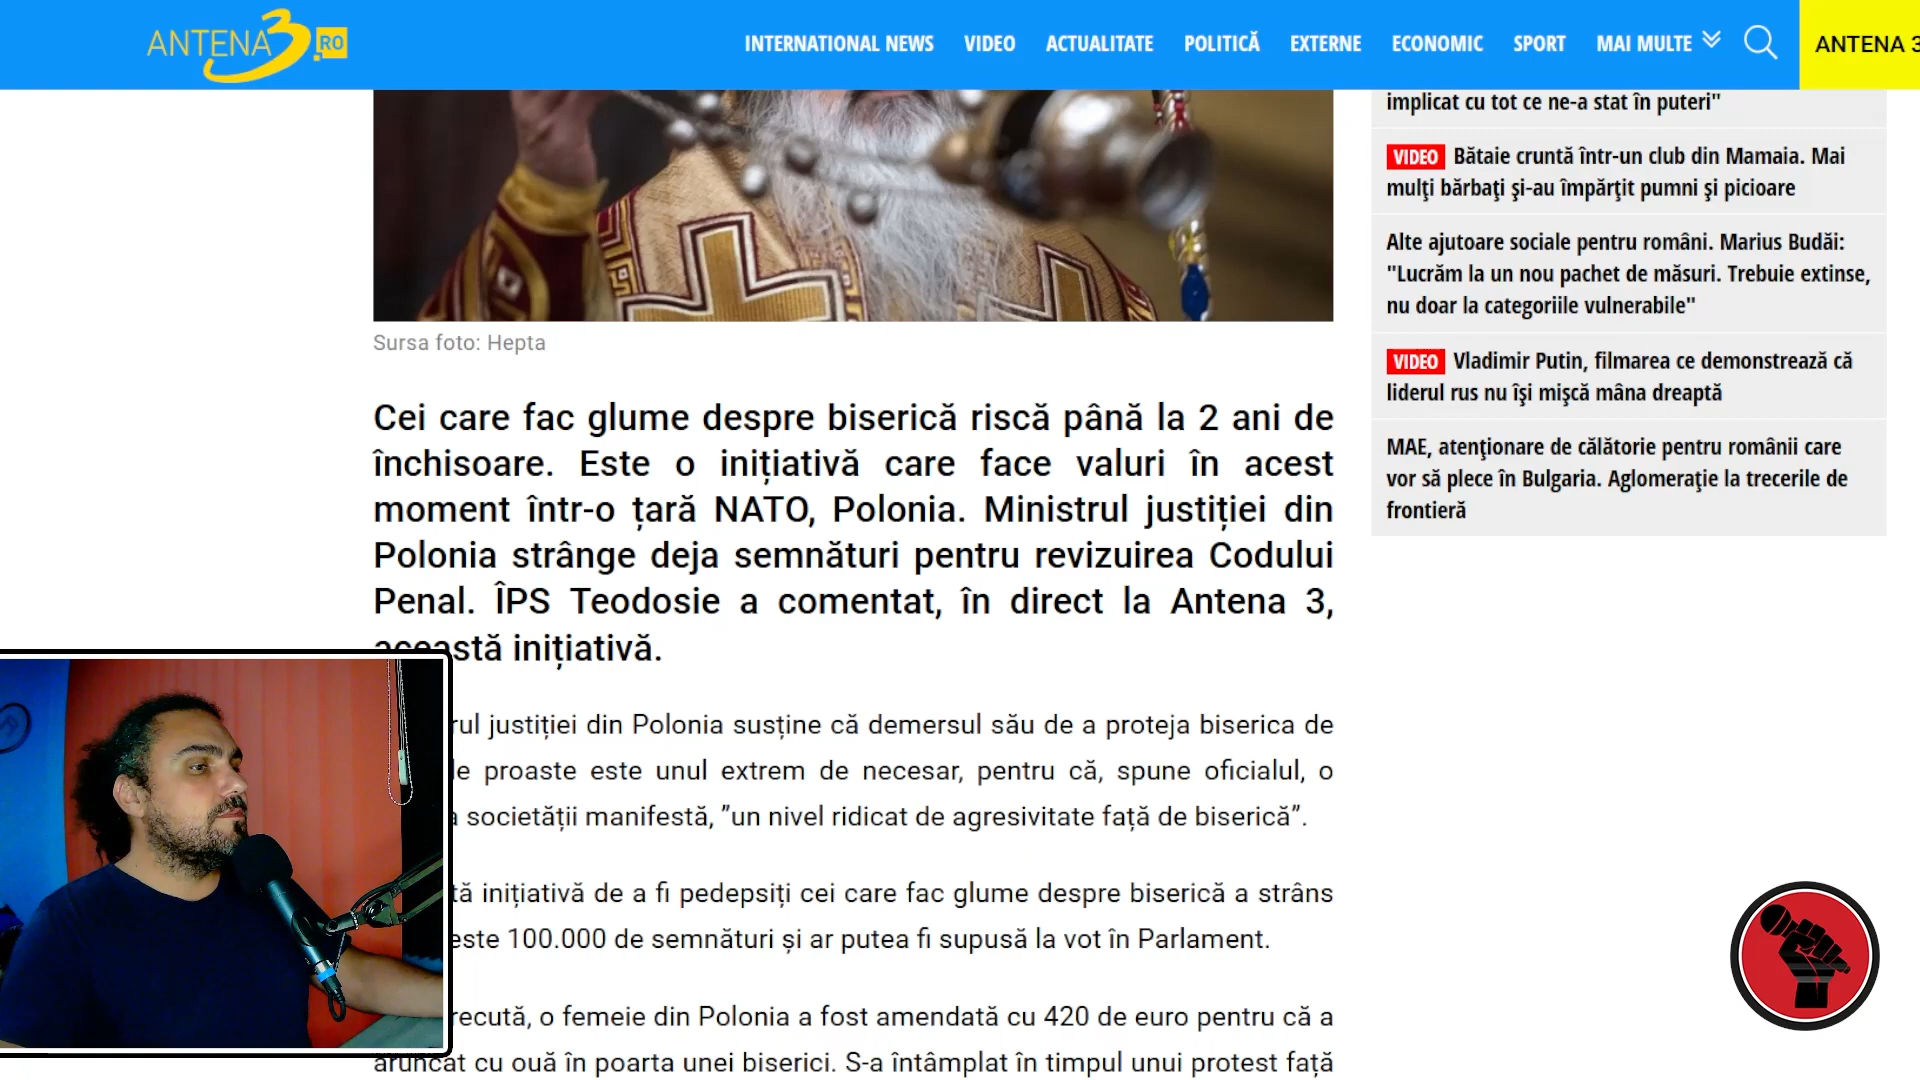 ANTENA 3.RO
INTERNATIONAL NEWS VIDEO ACTUALITATE POLITICĂ EXTERNE ECONOMIC SPORT MAI MULTE
ANTENA 3
Sursa foto: Hepta
Cei care fac glume despre biserică riscă până la 2 ani de
închisoare. Este o inițiativă care face valuri în acest
moment într-o țară NATO, Polonia. Ministrul justiției din
Polonia strânge deja semnături pentru revizuirea Codului
Penal. ÎPS Teodosie a comentat, în direct la Antena 3,
această inițiativă.
rul justiției din Polonia susține că demersul său de a proteja biserica de
le proaste este unul extrem de necesar, pentru că, spune oficialul, o
a societății manifestă, ”un nivel ridicat de agresivitate față de biserică”.
tă inițiativă de a fi pedepsiți cei care fac glume despre biserică a strâns
este 100.000 de semnături și ar putea fi supusă la vot în Parlament.
recută, o femeie din Polonia a fost amendată cu 420 de euro pentru că a
aruncat cu ouă în poarta unei biserici. S-a întâmplat în timpul unui protest față
implicat cu tot ce ne-a stat în puteri"
VIDEO Bătaie cruntă într-un club din Mamaia. Mai
mulţi bărbaţi şi-au împărţit pumni şi picioare
Alte ajutoare sociale pentru români. Marius Budăi:
"Lucrăm la un nou pachet de măsuri. Trebuie extinse,
nu doar la categoriile vulnerabile"
VIDEO Vladimir Putin, filmarea ce demonstrează că
liderul rus nu îşi mişcă mâna dreaptă
MAE, atenţionare de călătorie pentru românii care
vor să plece în Bulgaria. Aglomeraţie la trecerile de
frontieră